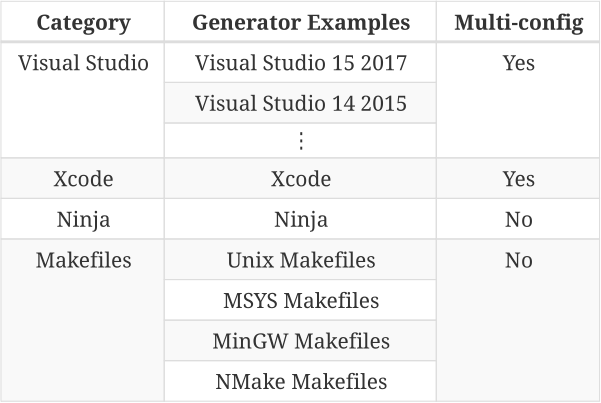 Category Generator Examples Multi-config
Visual Studio Visual Studio 15 2017 Yes
Visual Studio 14 2015
⋮
Xcode Xcode Yes
Ninja Ninja No
Makefiles Unix Makefiles No
MSYS Makefiles
MinGW Makefiles
NMake Makefiles